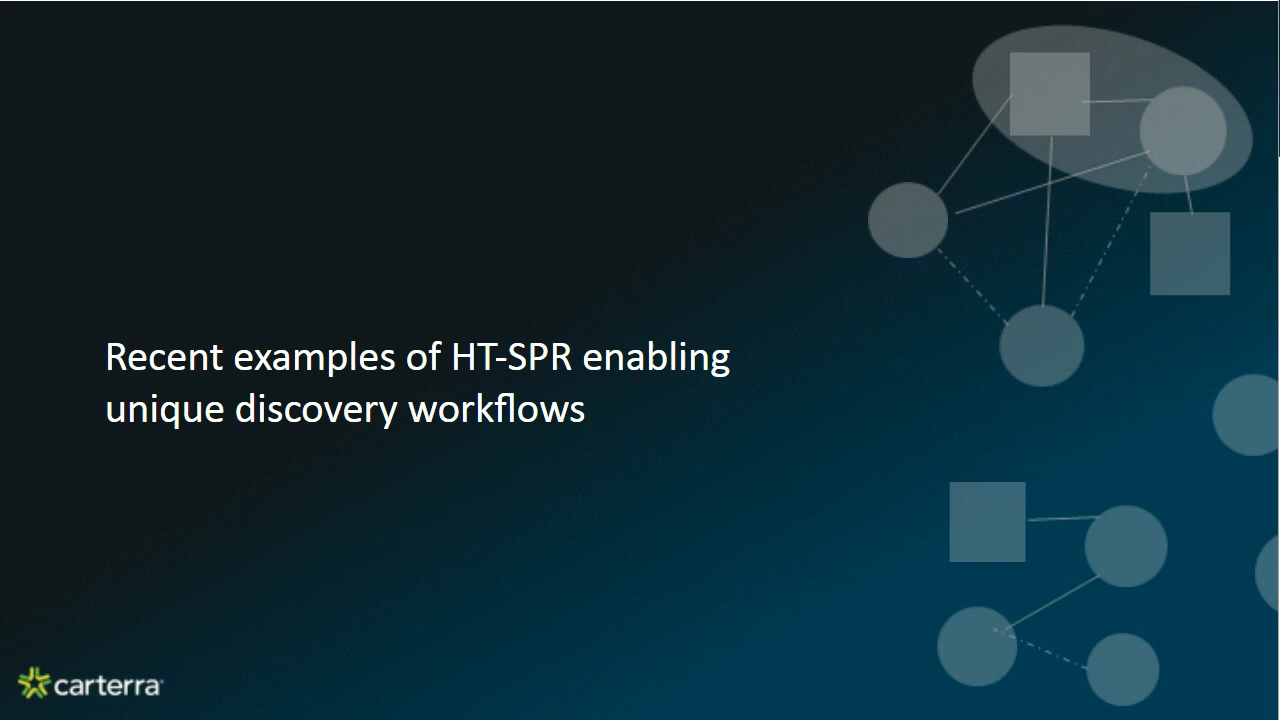 Recent examples of HT-SPR enabling
unique discovery workflows
carterra